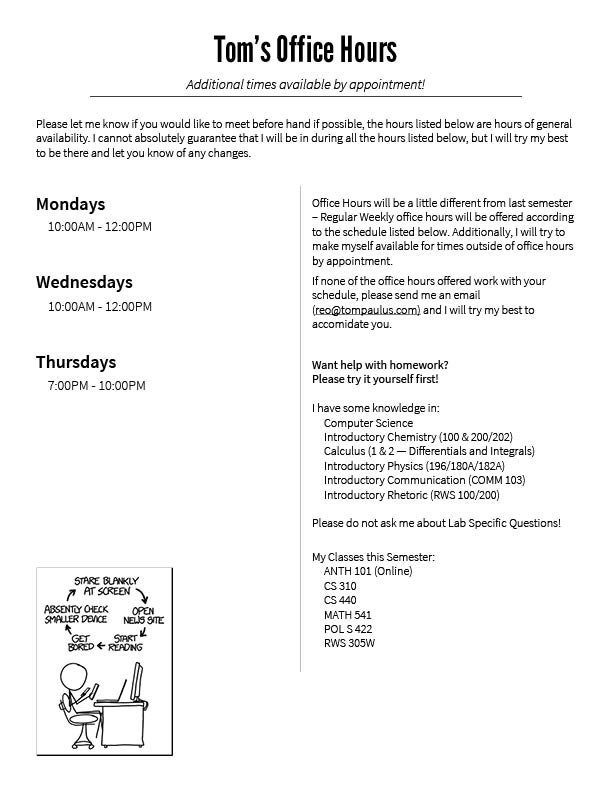 Tom's Office Hours
Additional times available by appointment!
Please let me know if you would like to meet before hand if possible, the hours listed below are hours of general
availability. I cannot absolutely guarantee that I will be in during all the hours listed below, but I will try my best
to be there and let you know of any changes.
Mondays
10:00AM - 12:00PM
Wednesdays
10:00AM - 12:00PM
Thursdays
7:00PM - 10:00PM
Office Hours will be a little different from last semester
– Regular Weekly office hours will be offered according
to the schedule listed below. Additionally, I will try to
make myself available for times outside of office hours
by appointment.
If none of the office hours offered work with your
schedule, please send me an email
(reo@tompaulus.com) and I will try my best to
accomidate you.
Want help with homework?
Please try it yourself first!
I have some knowledge in:
Computer Science
Introductory Chemistry (100 & 200/202)
Calculus (1 & 2 — Differentials and Integrals)
Introductory Physics (196/180A/182A)
Introductory Communication (COMM 103)
Introductory Rhetoric (RWS 100/200)
Please do not ask me about Lab Specific Questions!
My Classes this Semester:
ANTH 101 (Online)
CS 310
CS 440
MATH 541
POL S 422
RWS 305W
STARE BLANKLY
AT SCREEN
OPEN
NEWS SITE
START
READING
GET
BORED
ABSENTLY CHECK
SMALLER DEVICE